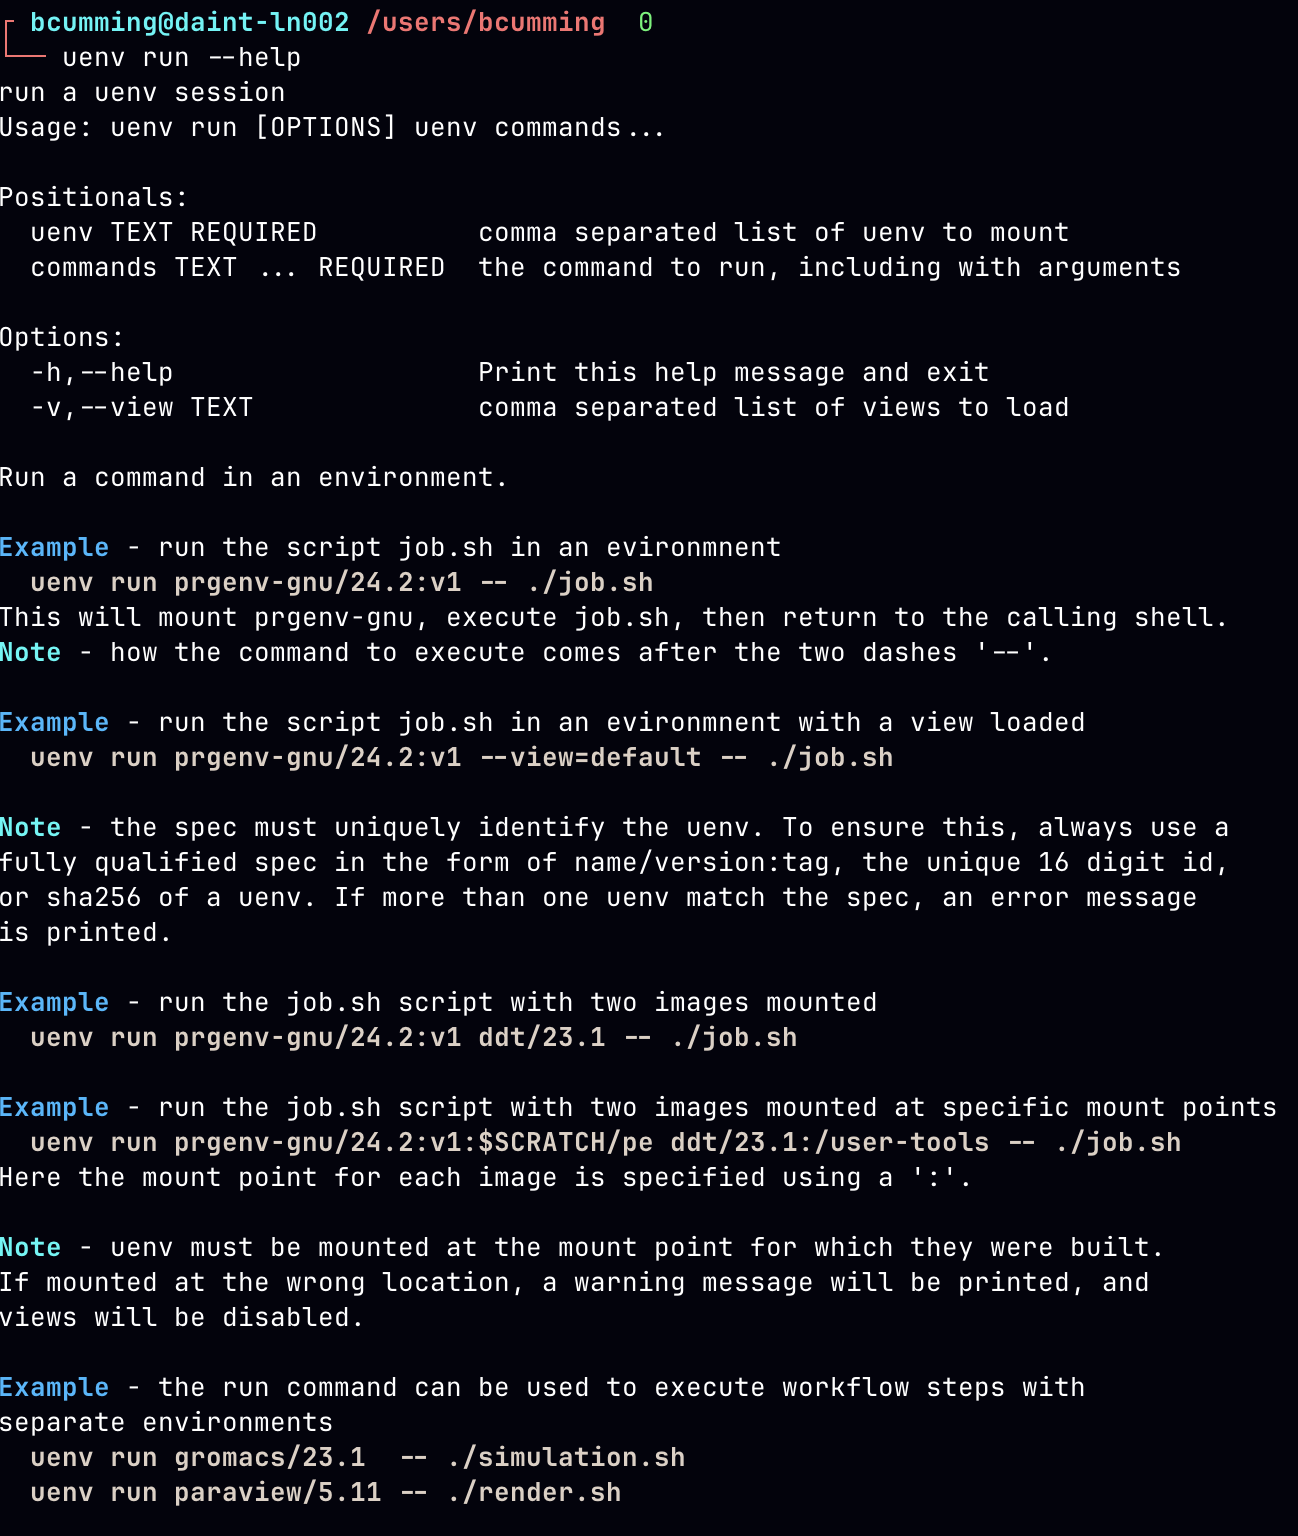 bcumming@daint-ln002 /users/bcumming  0
uenv run --help
run a uenv session
Usage: uenv run [OPTIONS] uenv commands...

Positionals:
  uenv TEXT REQUIRED          comma separated list of uenv to mount
  commands TEXT ... REQUIRED  the command to run, including with arguments

Options:
  -h,--help                   Print this help message and exit
  -v,--view TEXT              comma separated list of views to load

Run a command in an environment.

Example - run the script job.sh in an evironmnent
  uenv run prgenv-gnu/24.2:v1 -- ./job.sh
This will mount prgenv-gnu, execute job.sh, then return to the calling shell.
Note - how the command to execute comes after the two dashes '--'.

Example - run the script job.sh in an evironmnent with a view loaded
  uenv run prgenv-gnu/24.2:v1 --view=default -- ./job.sh

Note - the spec must uniquely identify the uenv. To ensure this, always use a
fully qualified spec in the form of name/version:tag, the unique 16 digit id,
or sha256 of a uenv. If more than one uenv match the spec, an error message
is printed.

Example - run the job.sh script with two images mounted
  uenv run prgenv-gnu/24.2:v1 ddt/23.1 -- ./job.sh

Example - run the job.sh script with two images mounted at specific mount points
  uenv run prgenv-gnu/24.2:v1:$SCRATCH/pe ddt/23.1:/user-tools -- ./job.sh
Here the mount point for each image is specified using a ':'.

Note - uenv must be mounted at the mount point for which they were built.
If mounted at the wrong location, a warning message will be printed, and
views will be disabled.

Example - the run command can be used to execute workflow steps with
separate environments
  uenv run gromacs/23.1  -- ./simulation.sh
  uenv run paraview/5.11 -- ./render.sh